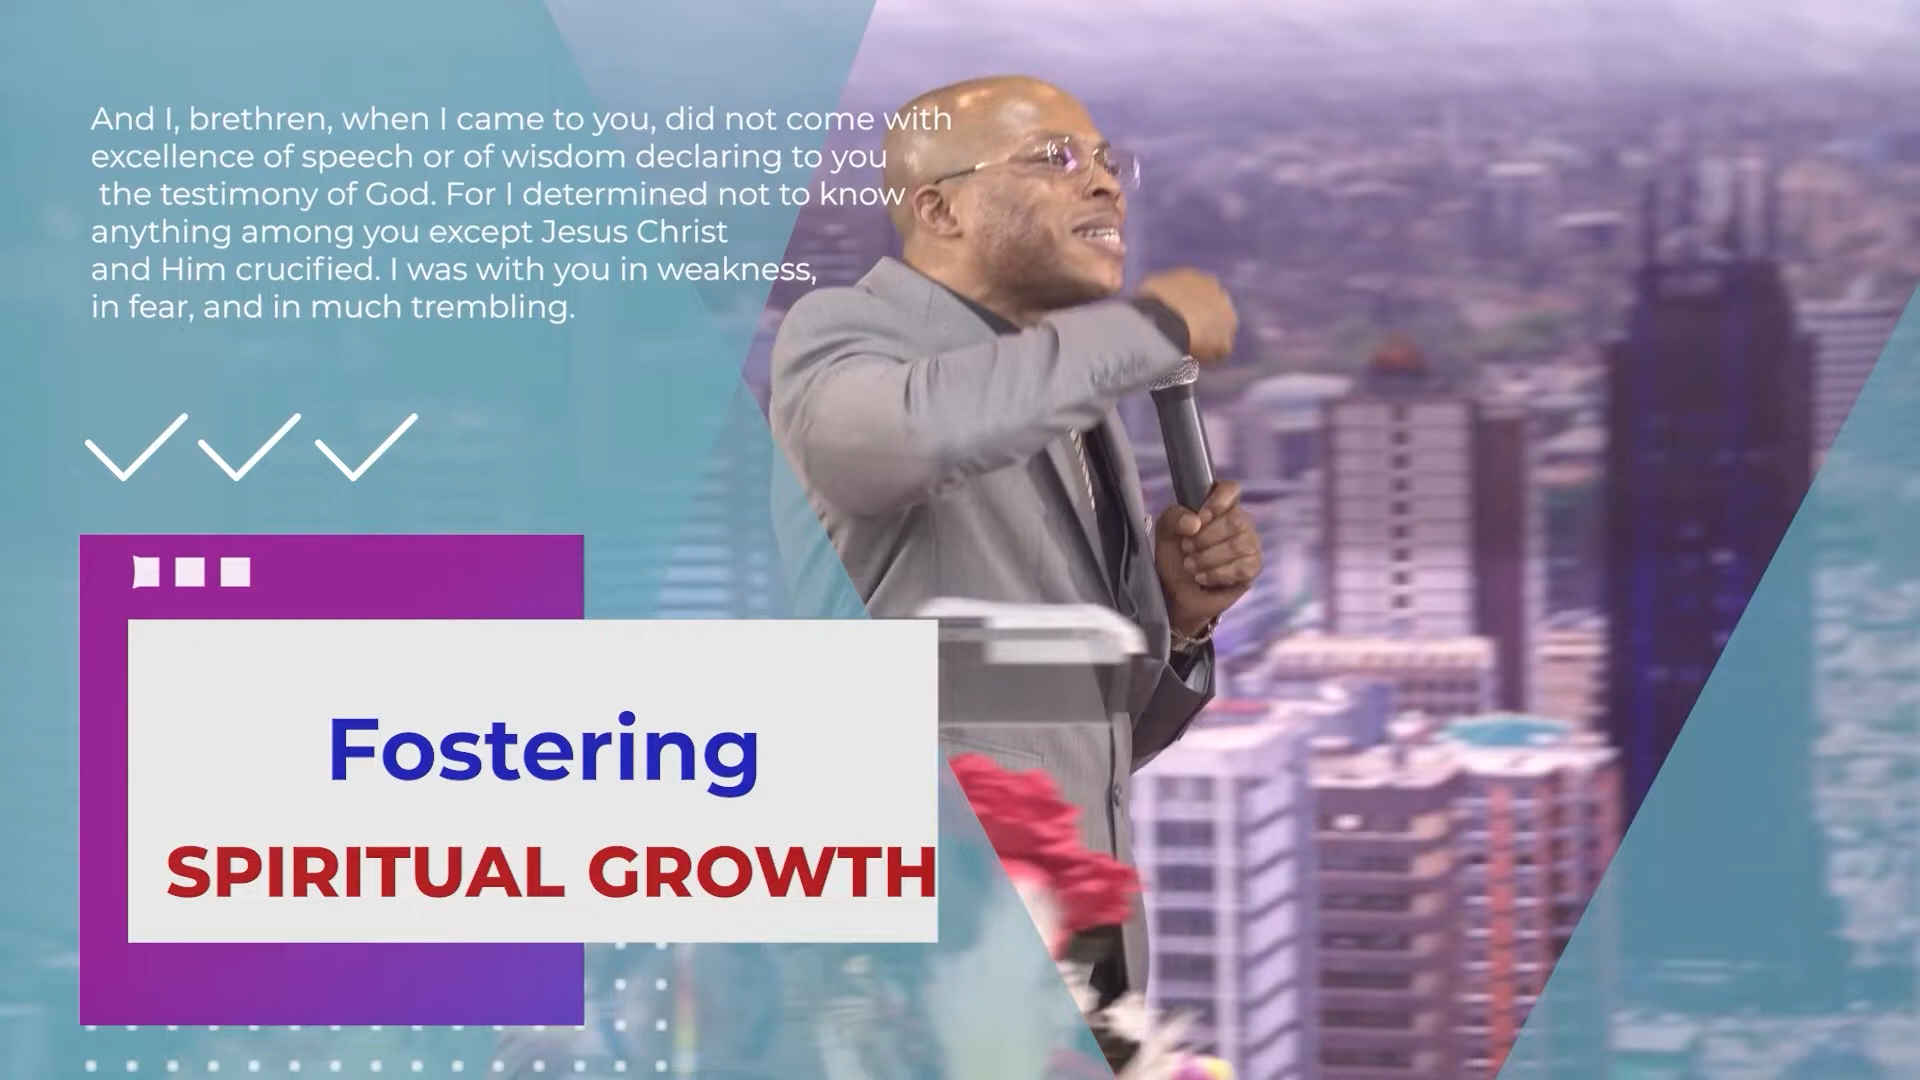 And I, brethren, when I came to you, did not come with
excellence of speech or of wisdom declaring to you
the testimony of God. For I determined not to know
anything among you except Jesus Christ
and Him crucified. I was with you in weakness,
in fear, and in much trembling.
Fostering
SPIRITUAL GROWTH